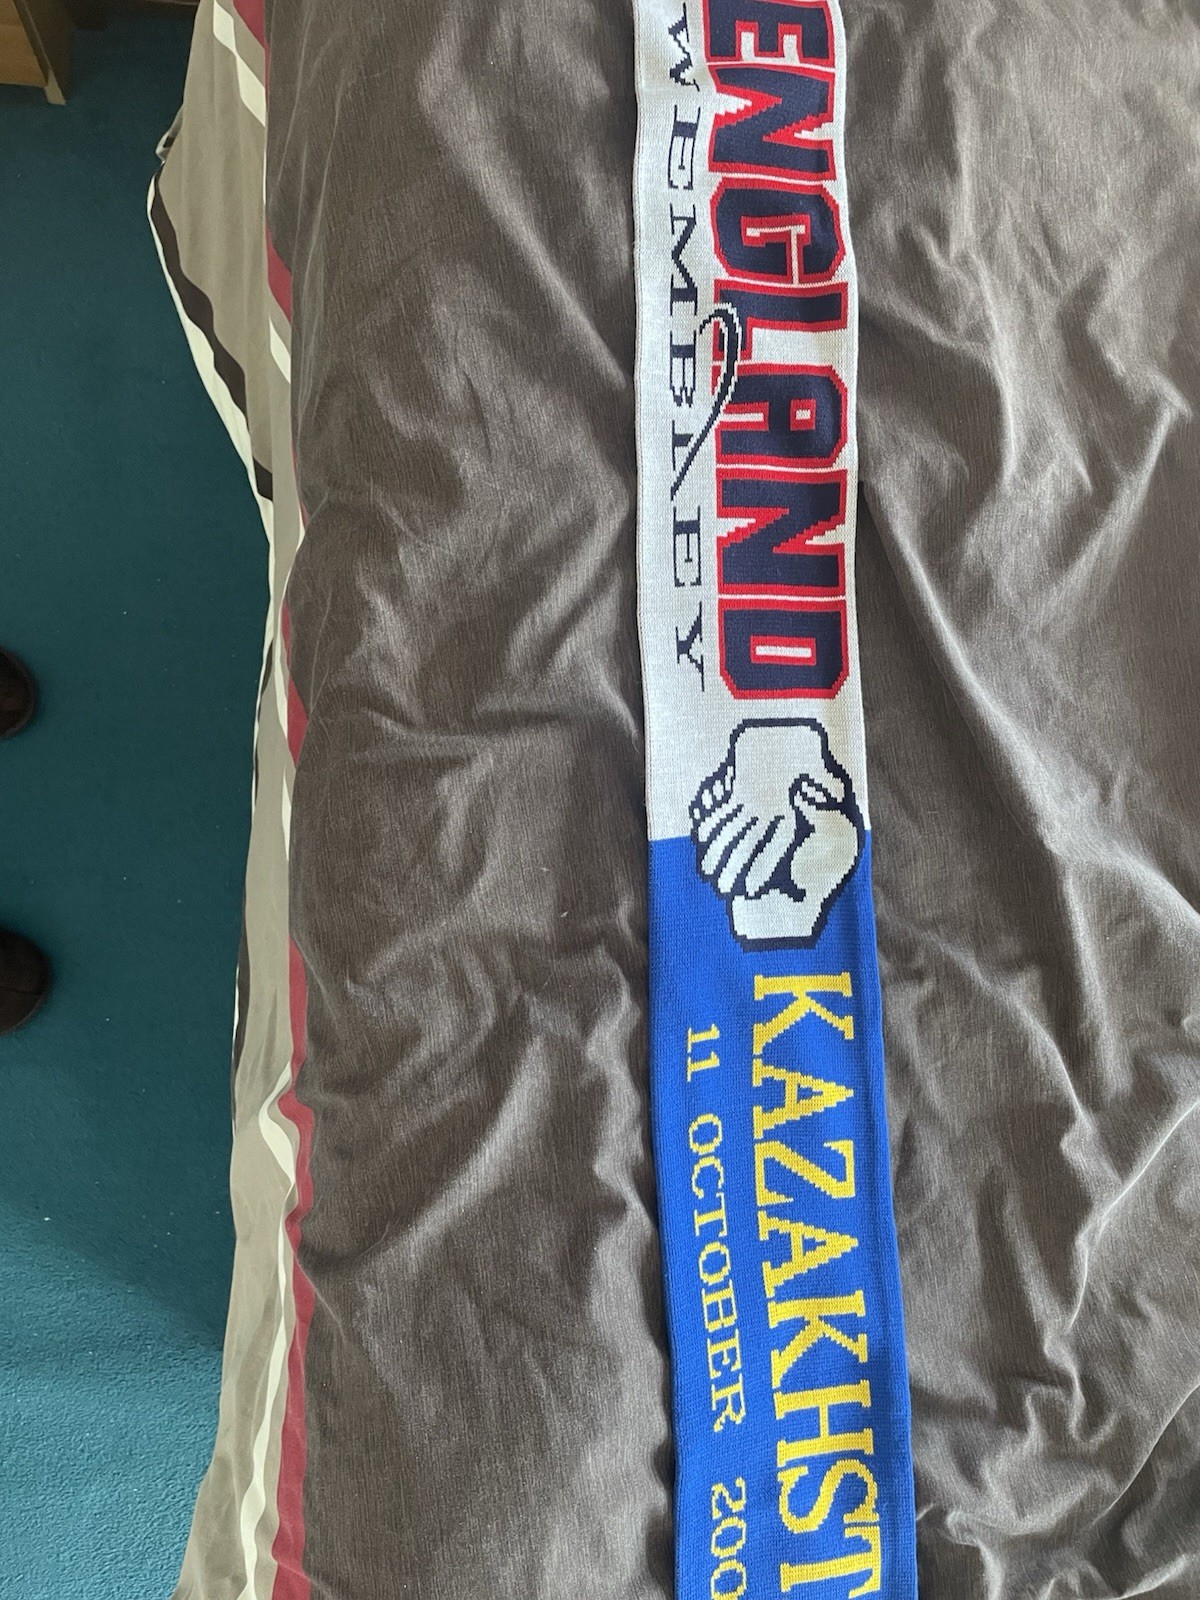 ENGLAND
WEMBLEY
KAZAKHST
11 OCTOBER 200